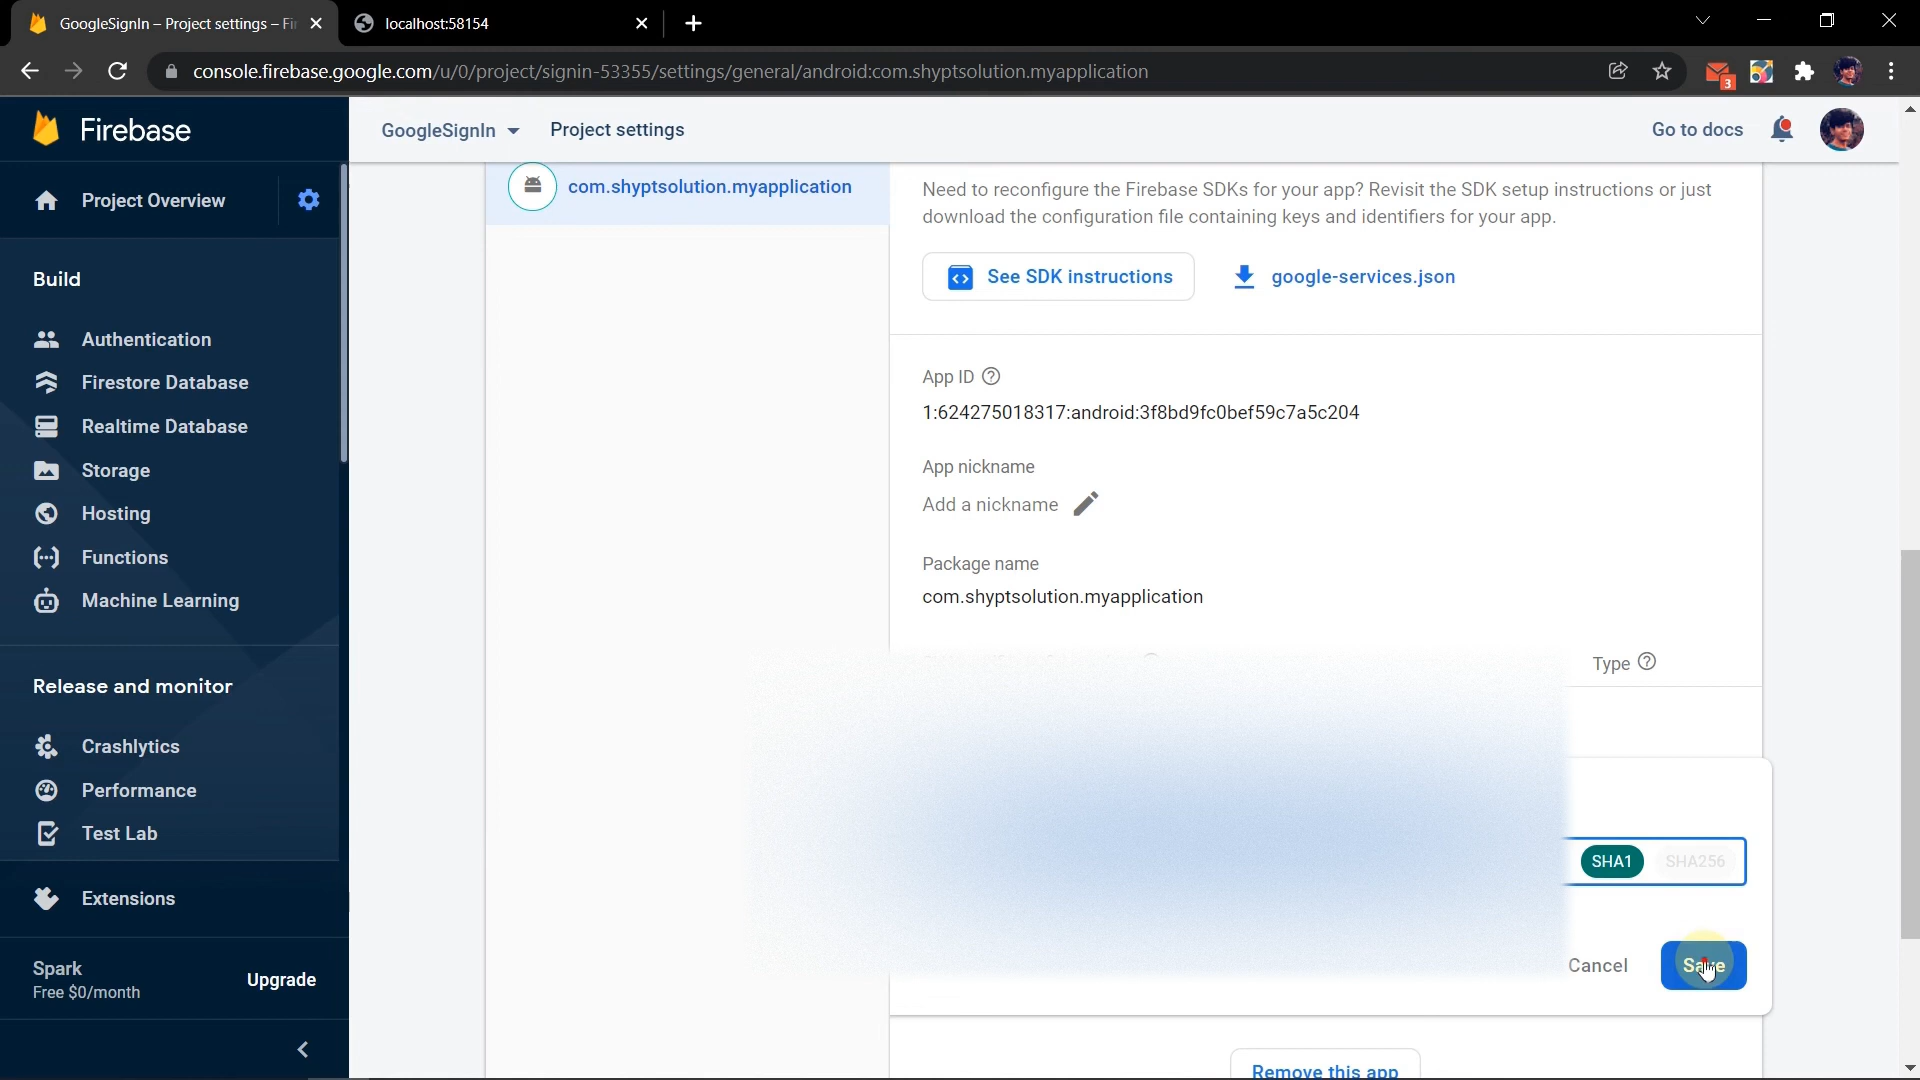 GoogleSignIn – Project settings – Fi
localhost:58154
console.firebase.google.com/u/0/project/signin-53355/settings/general/android:com.shyptsolution.myapplication
3
Firebase
GoogleSignIn
Project settings
Go to docs
Project Overview
com.shyptsolution.myapplication
Need to reconfigure the Firebase SDKs for your app? Revisit the SDK setup instructions or just
download the configuration file containing keys and identifiers for your app.
See SDK instructions
google-services.json
Build
Authentication
Firestore Database
Realtime Database
Storage
Hosting
Functions
Machine Learning
App ID
1:624275018317:android:3f8bd9fc0bef59c7a5c204
App nickname
Add a nickname
Package name
com.shyptsolution.myapplication
Type
Release and monitor
Crashlytics
Performance
Test Lab
Extensions
SHA1 SHA256
Cancel
Save
Spark
Free $0/month
Upgrade
Remove this app